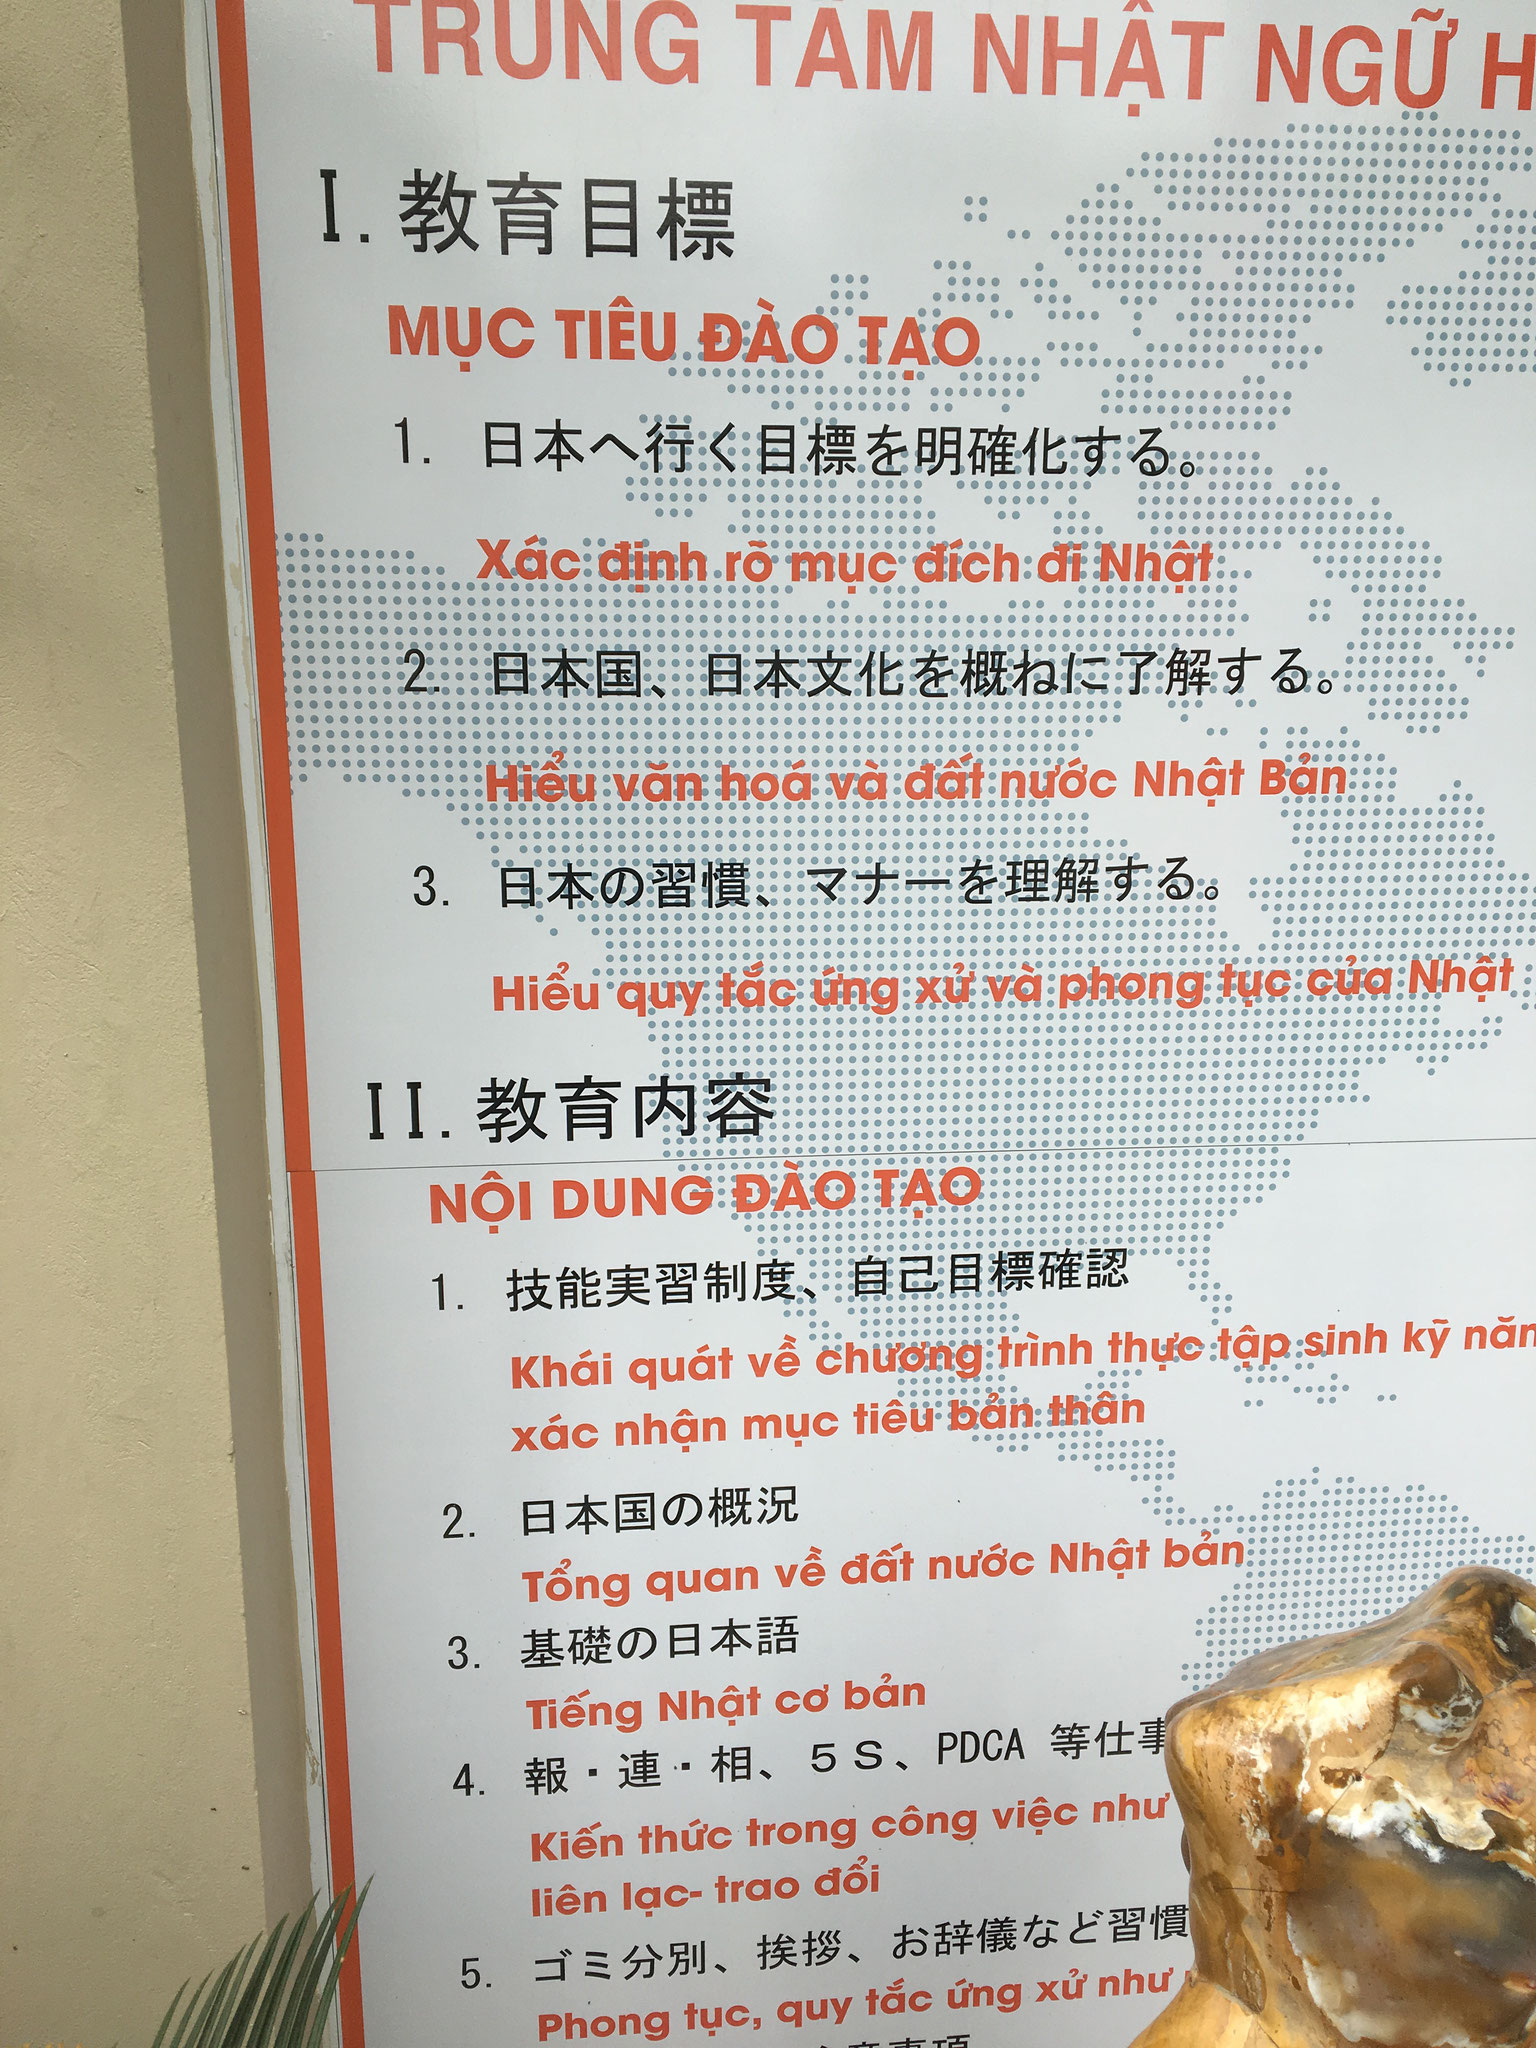 TRUNG TÂM NHẬT NGỮ
I. 教育目標
MỤC TIÊU ĐÀO TẠO
1. 日本へ行く目標を明確化する。
Xác định rõ mục đích đi Nhật
2. 日本国、日本文化を概ねに了解する。
Hiểu văn hoá và đất nước Nhật Bản
3. 日本の習慣、マナーを理解する。
Hiểu quy tắc ứng xử và phong tục của Nhật
II. 教育内容
NỘI DUNG ĐÀO TẠO
1. 技能実習制度、自己目標確認
Khái quát về chương trình thực tập sinh kỹ
xác nhận mục tiêu bản thân
2. 日本国の概況
Tổng quan về đất nước Nhật bản
3. 基礎の日本語
Tiếng Nhật cơ bản
4. 報・連・相、５Ｓ、PDCA 等仕事
Kiến thức trong công việc như
liên lạc- trao đổi
5. ゴミ分別、挨拶、お辞儀など習慣
Phong tục, quy tắc ứng xử như